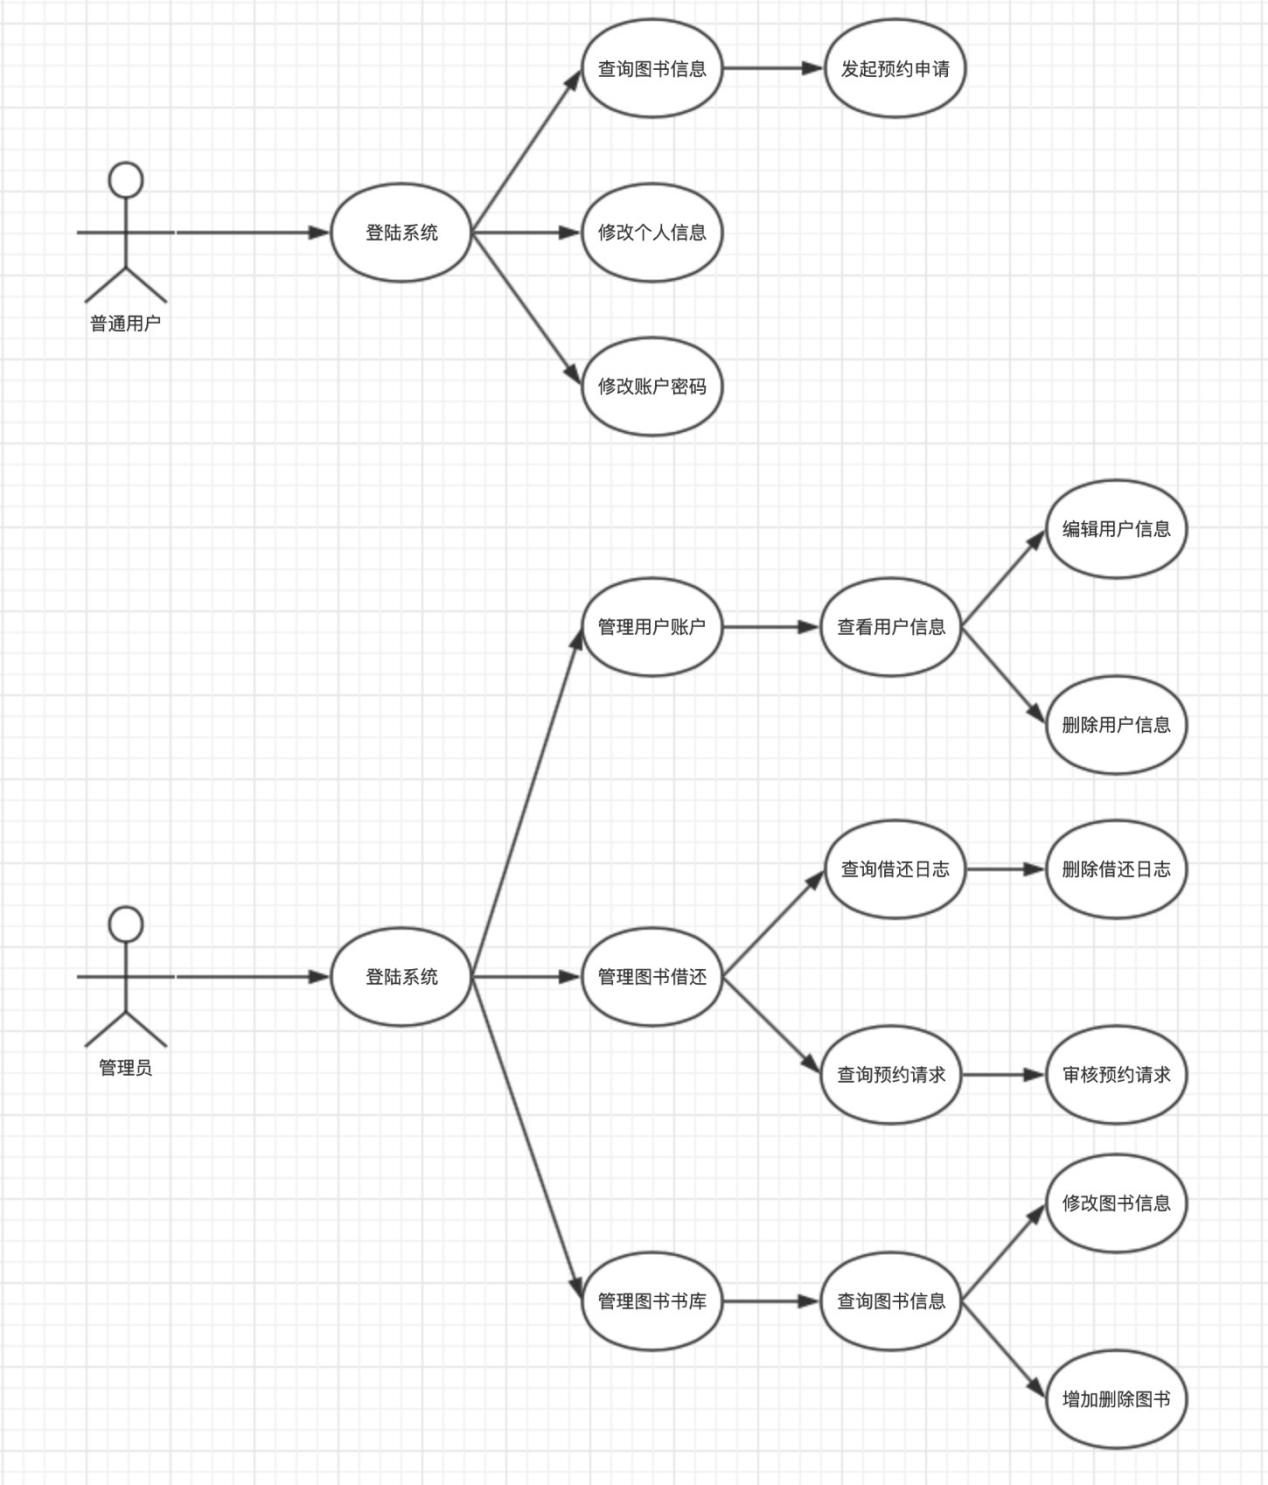 查询图书信息
发起预约申请
普通用户
登陆系统
修改个人信息
修改账户密码
管理员
登陆系统
管理用户账户
查看用户信息
编辑用户信息
删除用户信息
管理图书借还
查询借还日志
删除借还日志
查询预约请求
审核预约请求
管理图书书库
查询图书信息
修改图书信息
增加删除图书